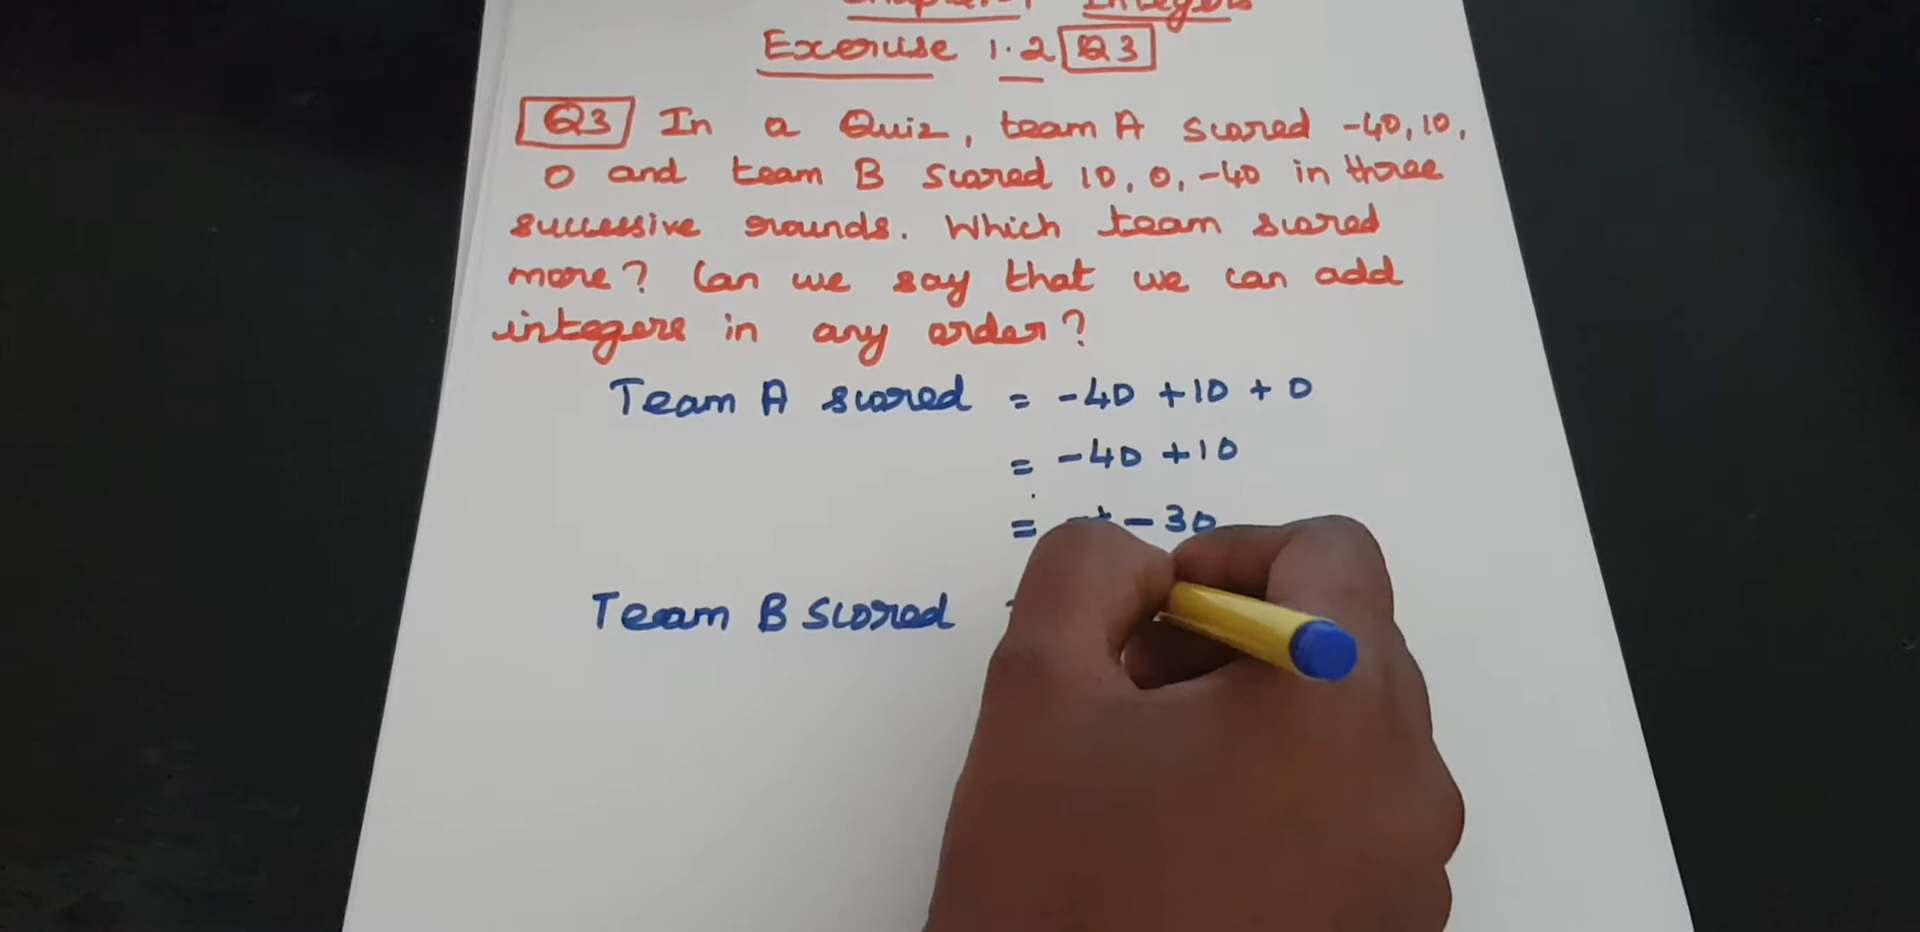 Integers
Exercise 1.2 Q3
Q3 In a Quiz, team A scored -40, 10,
0 and team B scored 10, 0, -40 in three
successive rounds. Which team scored
more? Can we say that we can add
integers in any order?
Team A scored = -40 +10 + 0
= -40 +10
= - 30
Team B scored